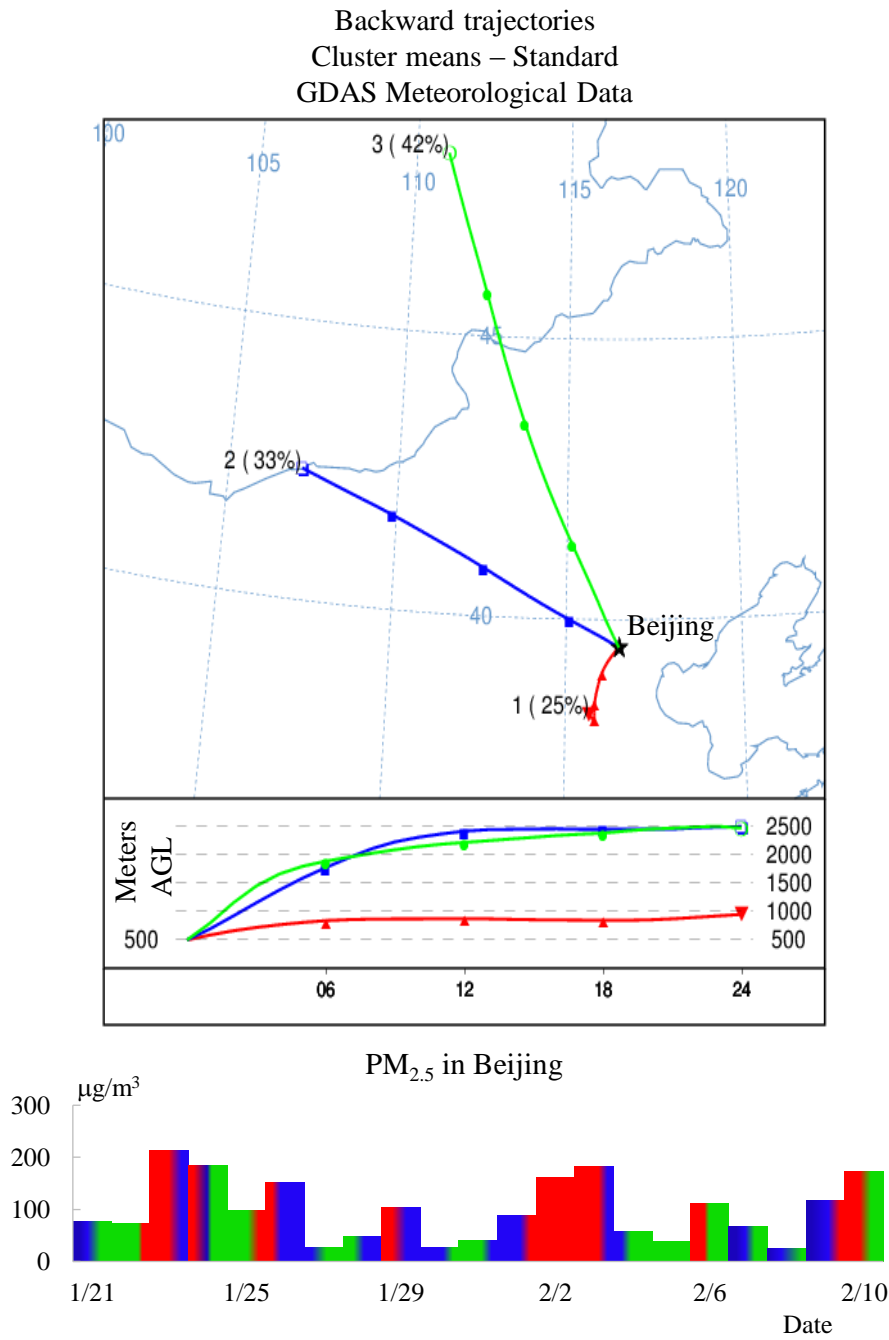 Backward trajectories
Cluster means – Standard
GDAS Meteorological Data
100
105
110
115
120
3 ( 42%)
45
2 ( 33%)
40
Beijing
1 ( 25%)
Meters
AGL
2500
2000
1500
1000
500
500
06
12
18
24
PM2.5 in Beijing
μg/m³
300
200
100
0
1/21
1/25
1/29
2/2
2/6
2/10
Date